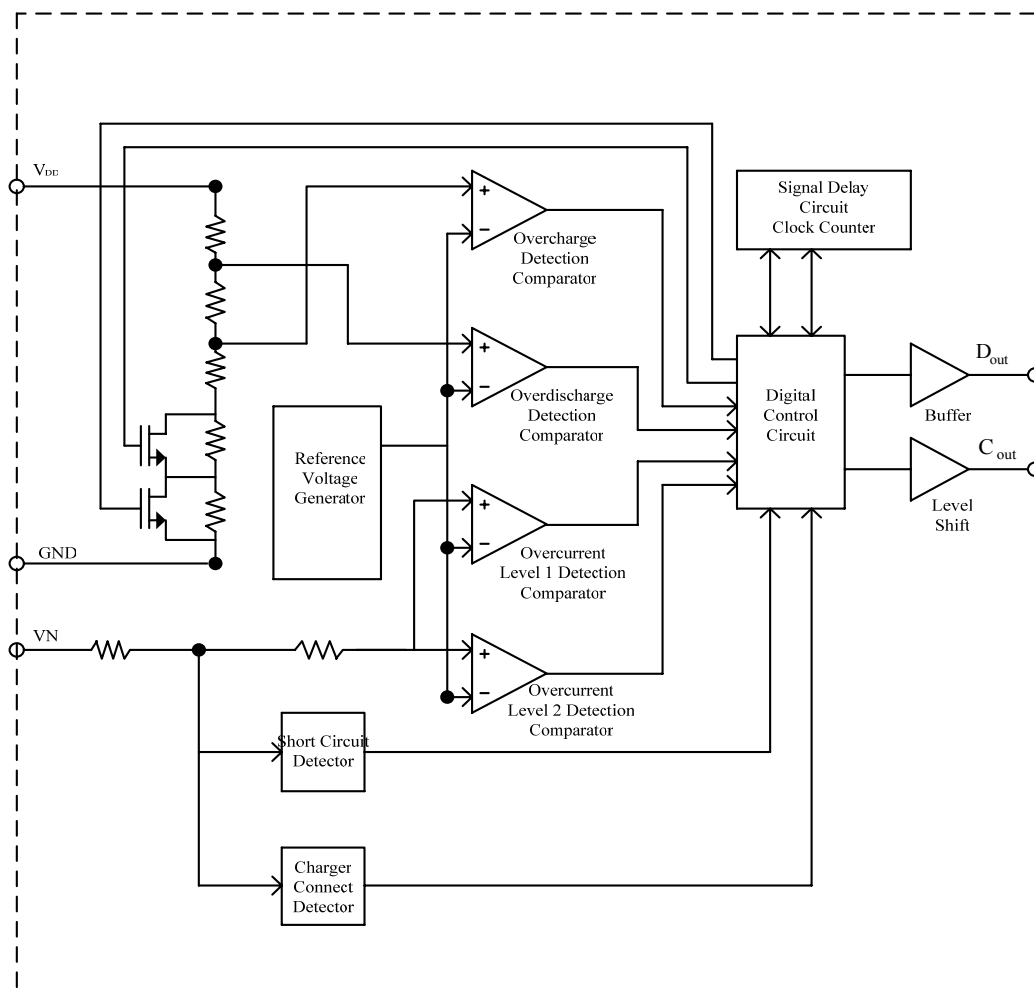 VDD
GND
VN
+
−
Overcharge
Detection
Comparator
+
−
Overdischarge
Detection
Comparator
Reference
Voltage
Generator
+
−
Overcurrent
Level 1 Detection
Comparator
+
−
Overcurrent
Level 2 Detection
Comparator
Short Circuit
Detector
Charger
Connect
Detector
Signal Delay
Circuit
Clock Counter
Digital
Control
Circuit
Dout
Buffer
Cout
Level
Shift